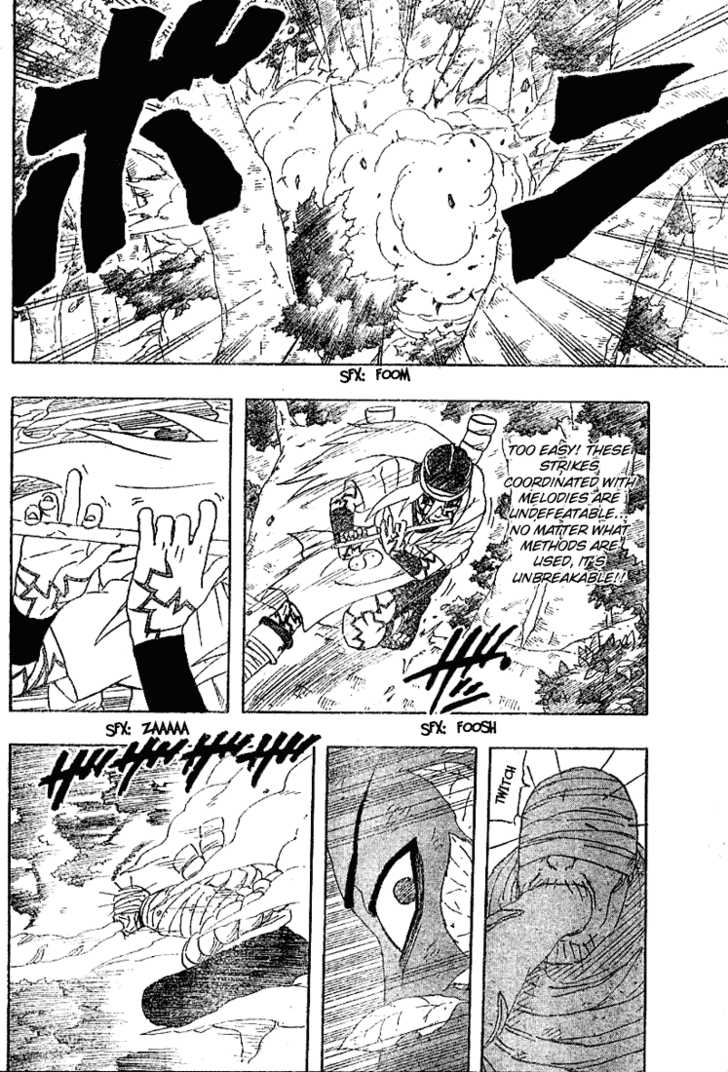 ボン
SFX: FOOM
TOO EASY! THESE
STRIKES
COORDINATED WITH
MELODIES ARE
UNDEFEATABLE...
NO MATTER WHAT
METHODS ARE
USED, IT'S
UNBREAKABLE!!
SFX: ZAAAAA
SFX: FOOSH
TWITCH